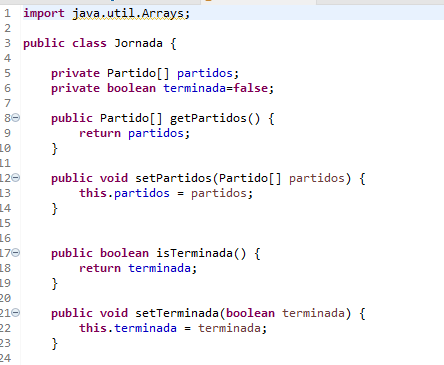 1 import java.util.Arrays;
2
3 public class Jornada {
4
5     private Partido[] partidos;
6     private boolean terminada=false;
7
8     public Partido[] getPartidos() {
9         return partidos;
10     }
11
12     public void setPartidos(Partido[] partidos) {
13         this.partidos = partidos;
14     }
15
16
17     public boolean isTerminada() {
18         return terminada;
19     }
20
21     public void setTerminada(boolean terminada) {
22         this.terminada = terminada;
23     }
24